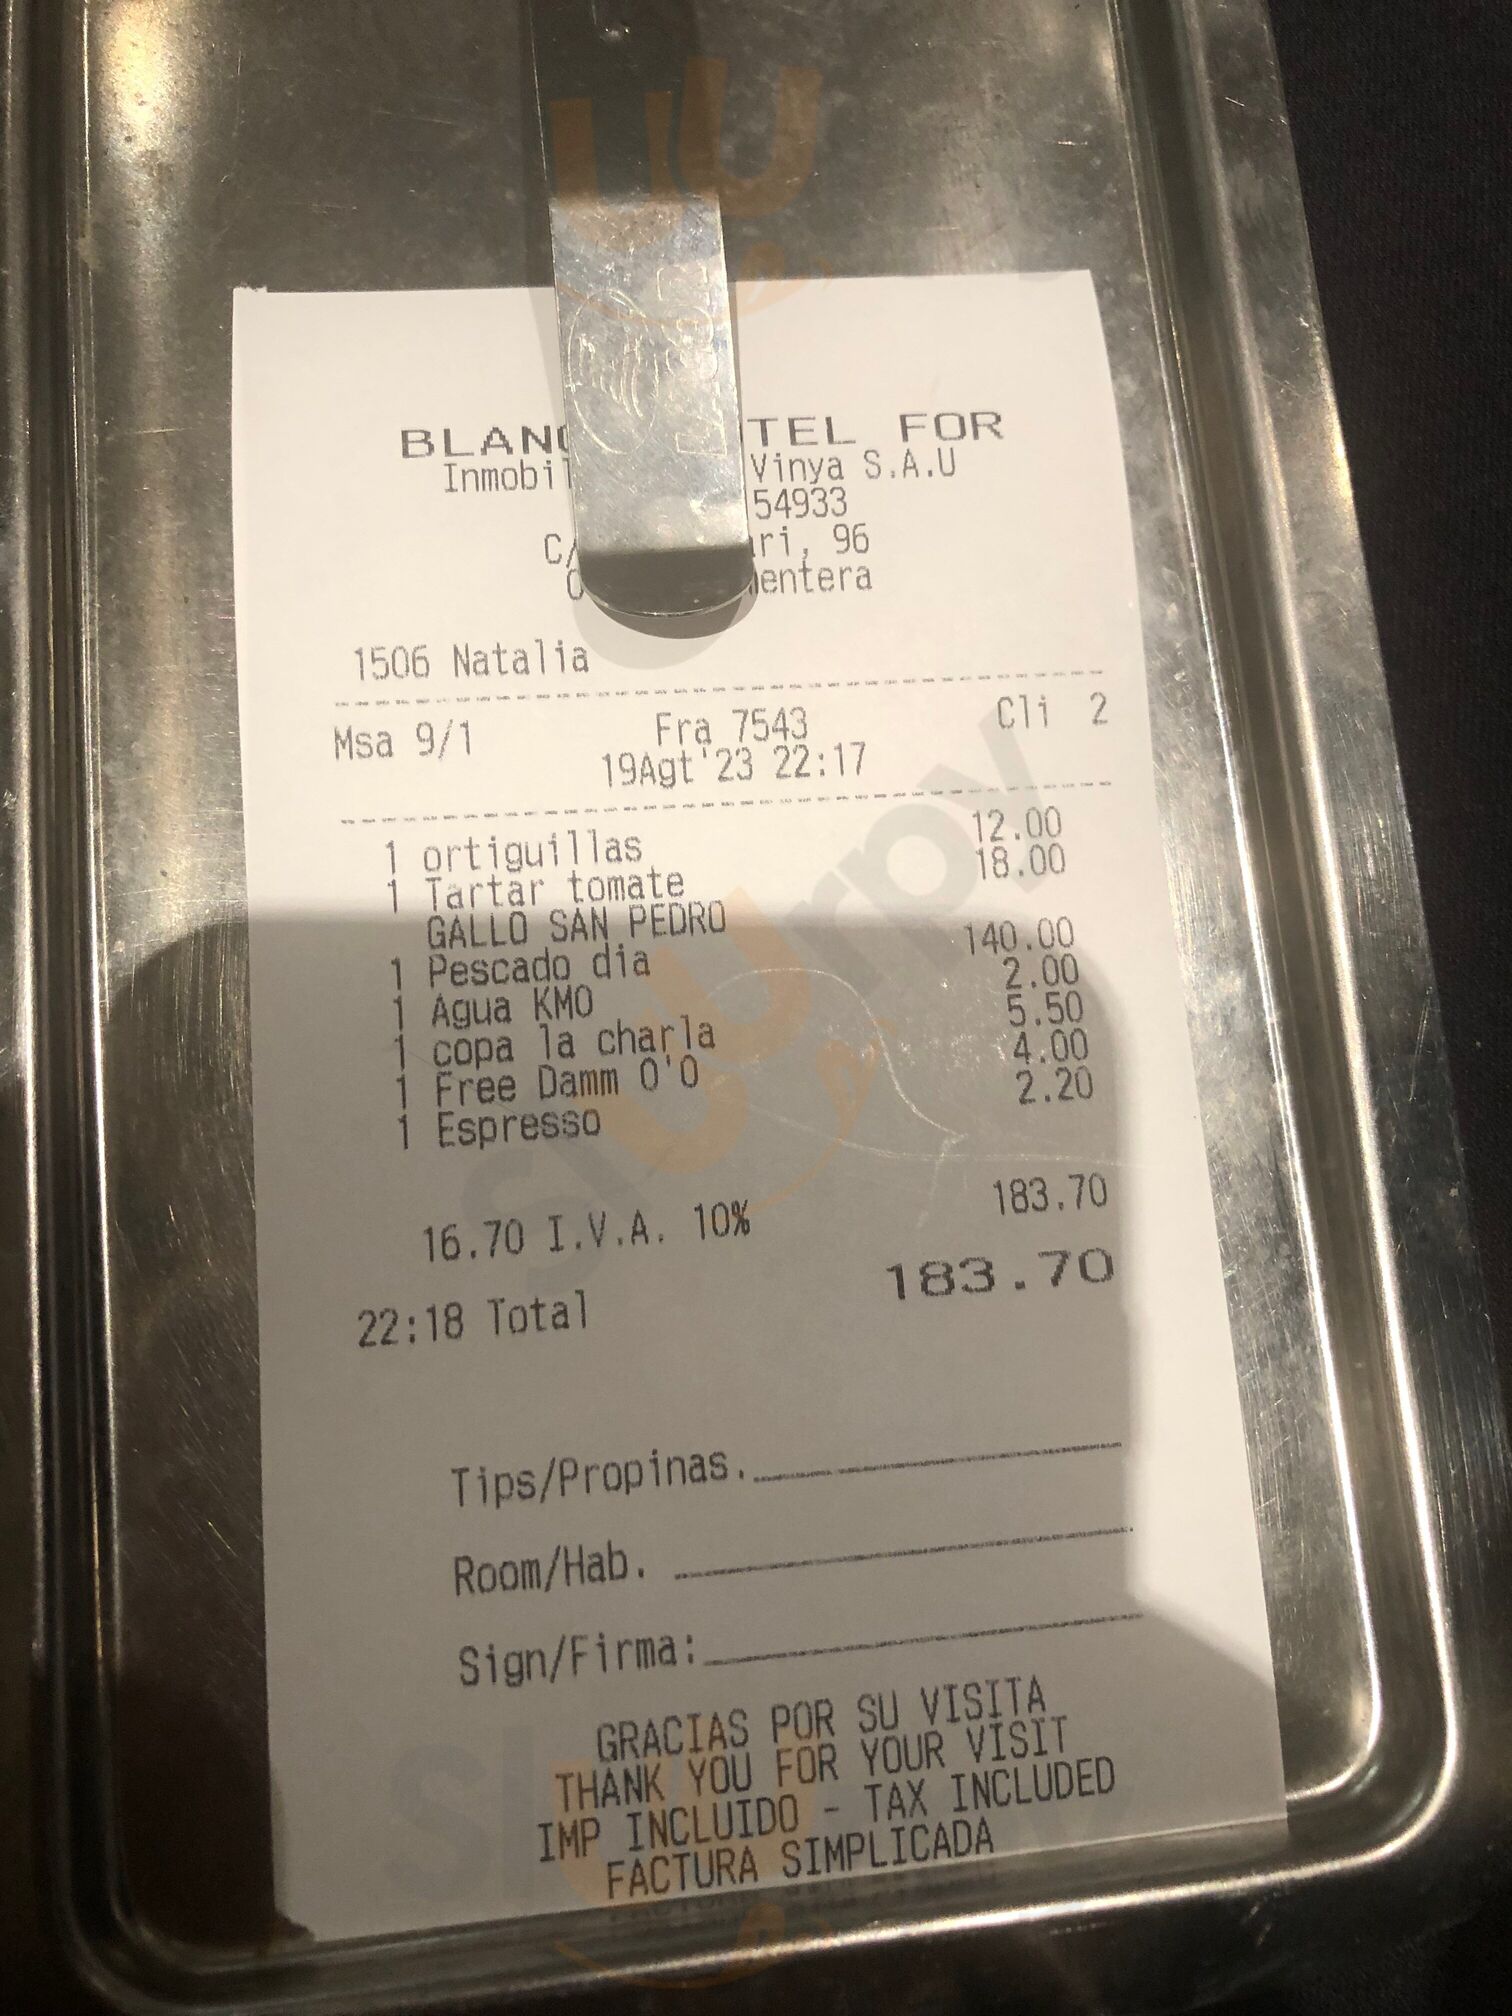 BLAN TEL FOR
Inmobil Vinya S.A.U
54933
C/ ri, 96
mentera
1506 Natalia
Msa 9/1 Fra 7543 Cli 2
19Agt'23 22:17
1 ortiguillas 12.00
1 Tartar tomate 18.00
GALLO SAN PEDRO
1 Pescado dia 140.00
1 Agua KMO 2.00
1 copa la charla 5.50
1 Free Damm 0'0 4.00
1 Espresso 2.20
16.70 I.V.A. 10% 183.70
22:18 Total 183.70
Tips/Propinas.
Room/Hab.
Sign/Firma:
GRACIAS POR SU VISITA
THANK YOU FOR YOUR VISIT
IMP INCLUIDO - TAX INCLUDED
FACTURA SIMPLICADA
slurpy